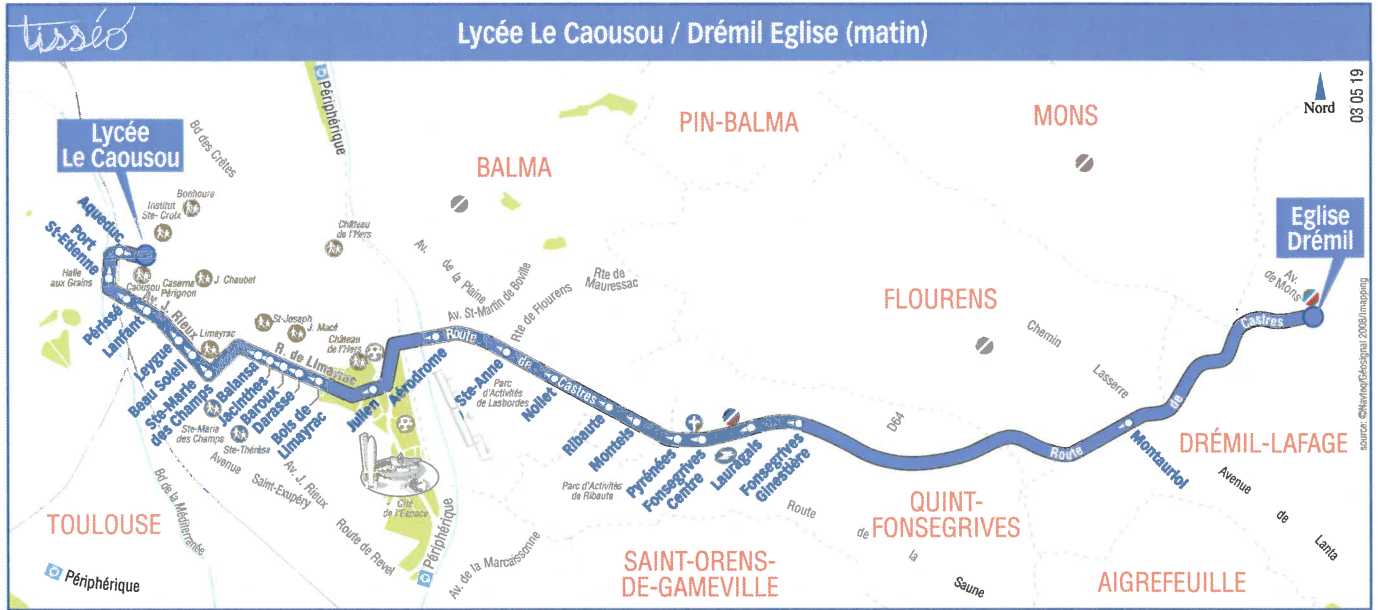 tisséo
Lycée Le Caousou / Drémil Eglise (matin)
Nord
03 05 19
Périphérique
PIN-BALMA
MONS
BALMA
Lycée
Le Caousou
Bd des Crêtes
Bonhoure
Institut
Ste- Croix
Aqueduc
Port
St-Etienne
Halle
aux Grains
Caousou
Caserne
Pérignon
J. Chaubet
Château
de l'Hers
Av.
de la Plaine
Av. St-Martin de Boville
Rte de Flourens
Rte de
Mauressac
FLOURENS
Eglise
Drémil
Av.
de Mons
Castres
Périssé
Lanfant
Av. J. Rieux
Leygue
Beau Soleil
Ste-Marie
des Champs
Limayrac
St-Joseph
J. Macé
Château
de l'Hers
R. de Limayrac
Balansa
Jacinthes
Baroux
Darasse
Bois de
Limayrac
Julien
Aérodrome
Route
de
Castres
Ste-Anne
Parc
d'Activités
de Lasbordes
Nollet
Ribaute
Montels
Pyrénées
Fonsegrives
Centre
Lauragais
Fonsegrives
Ginestière
D64
Chemin
Lasserre
Route
de
Montauriol
DRÉMIL-LAFAGE
Avenue
de
Lanta
Ste-Marie
des Champs
Ste-Thérèsa
Avenue
Saint-Exupéry
Av. J. Rieux
Route de Revel
Cité
de l'Espace
Périphérique
Av. de la Marcaissonne
Parc d'Activités
de Ribaute
Bd de la Méditerranée
TOULOUSE
Périphérique
SAINT-ORENS-
DE-GAMEVILLE
QUINT-
FONSEGRIVES
Route
de
la
Saune
AIGREFEUILLE
source: ©Navteq/Géosignal 2008/Imapping